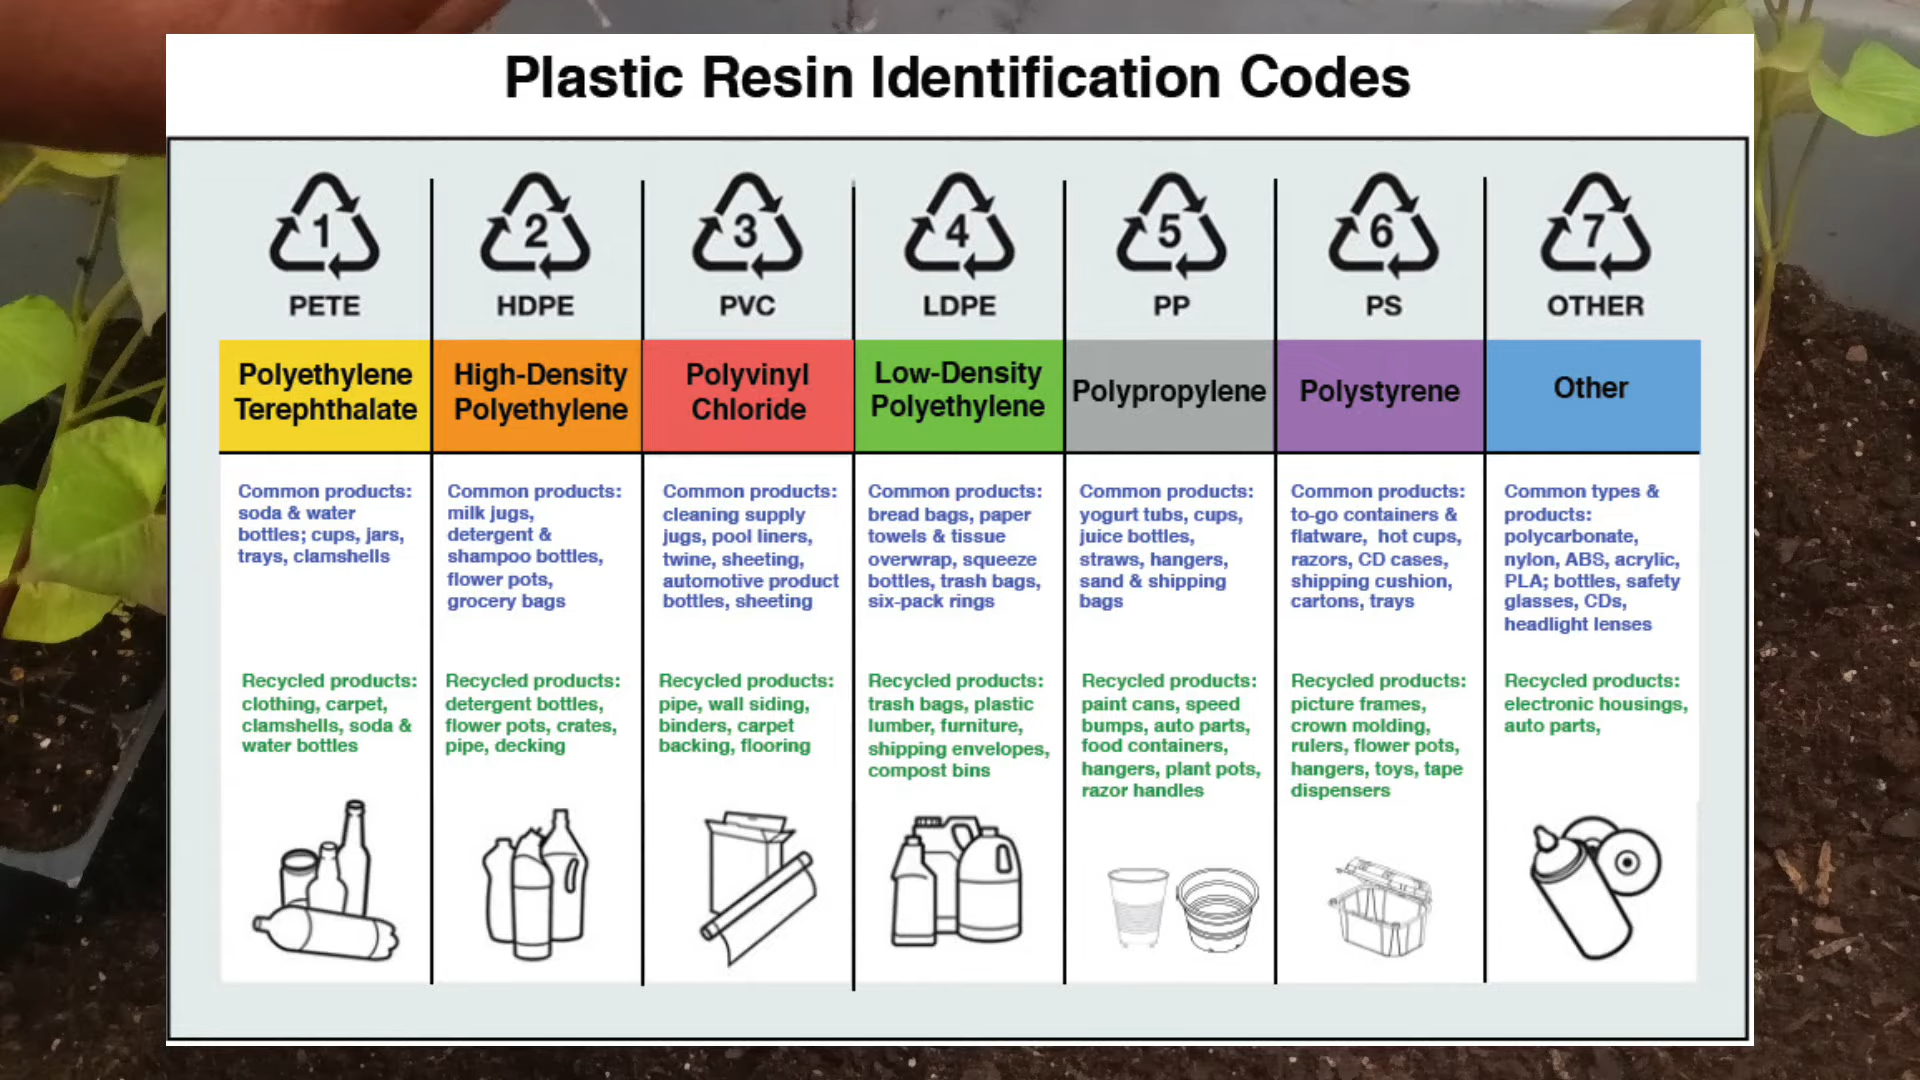 Plastic Resin Identification Codes
1
PETE
Polyethylene
Terephthalate
Common products:
soda & water
bottles; cups, jars,
trays, clamshells
Recycled products:
clothing, carpet,
clamshells, soda &
water bottles
2
HDPE
High-Density
Polyethylene
Common products:
milk jugs,
detergent &
shampoo bottles,
flower pots,
grocery bags
Recycled products:
detergent bottles,
flower pots, crates,
pipe, decking
3
PVC
Polyvinyl
Chloride
Common products:
cleaning supply
jugs, pool liners,
twine, sheeting,
automotive product
bottles, sheeting
Recycled products:
pipe, wall siding,
binders, carpet
backing, flooring
4
LDPE
Low-Density
Polyethylene
Common products:
bread bags, paper
towels & tissue
overwrap, squeeze
bottles, trash bags,
six-pack rings
Recycled products:
trash bags, plastic
lumber, furniture,
shipping envelopes,
compost bins
5
PP
Polypropylene
Common products:
yogurt tubs, cups,
juice bottles,
straws, hangers,
sand & shipping
bags
Recycled products:
paint cans, speed
bumps, auto parts,
food containers,
hangers, plant pots,
razor handles
6
PS
Polystyrene
Common products:
to-go containers &
flatware, hot cups,
razors, CD cases,
shipping cushion,
cartons, trays
Recycled products:
picture frames,
crown molding,
rulers, flower pots,
hangers, toys, tape
dispensers
7
OTHER
Other
Common types &
products:
polycarbonate,
nylon, ABS, acrylic,
PLA; bottles, safety
glasses, CDs,
headlight lenses
Recycled products:
electronic housings,
auto parts,